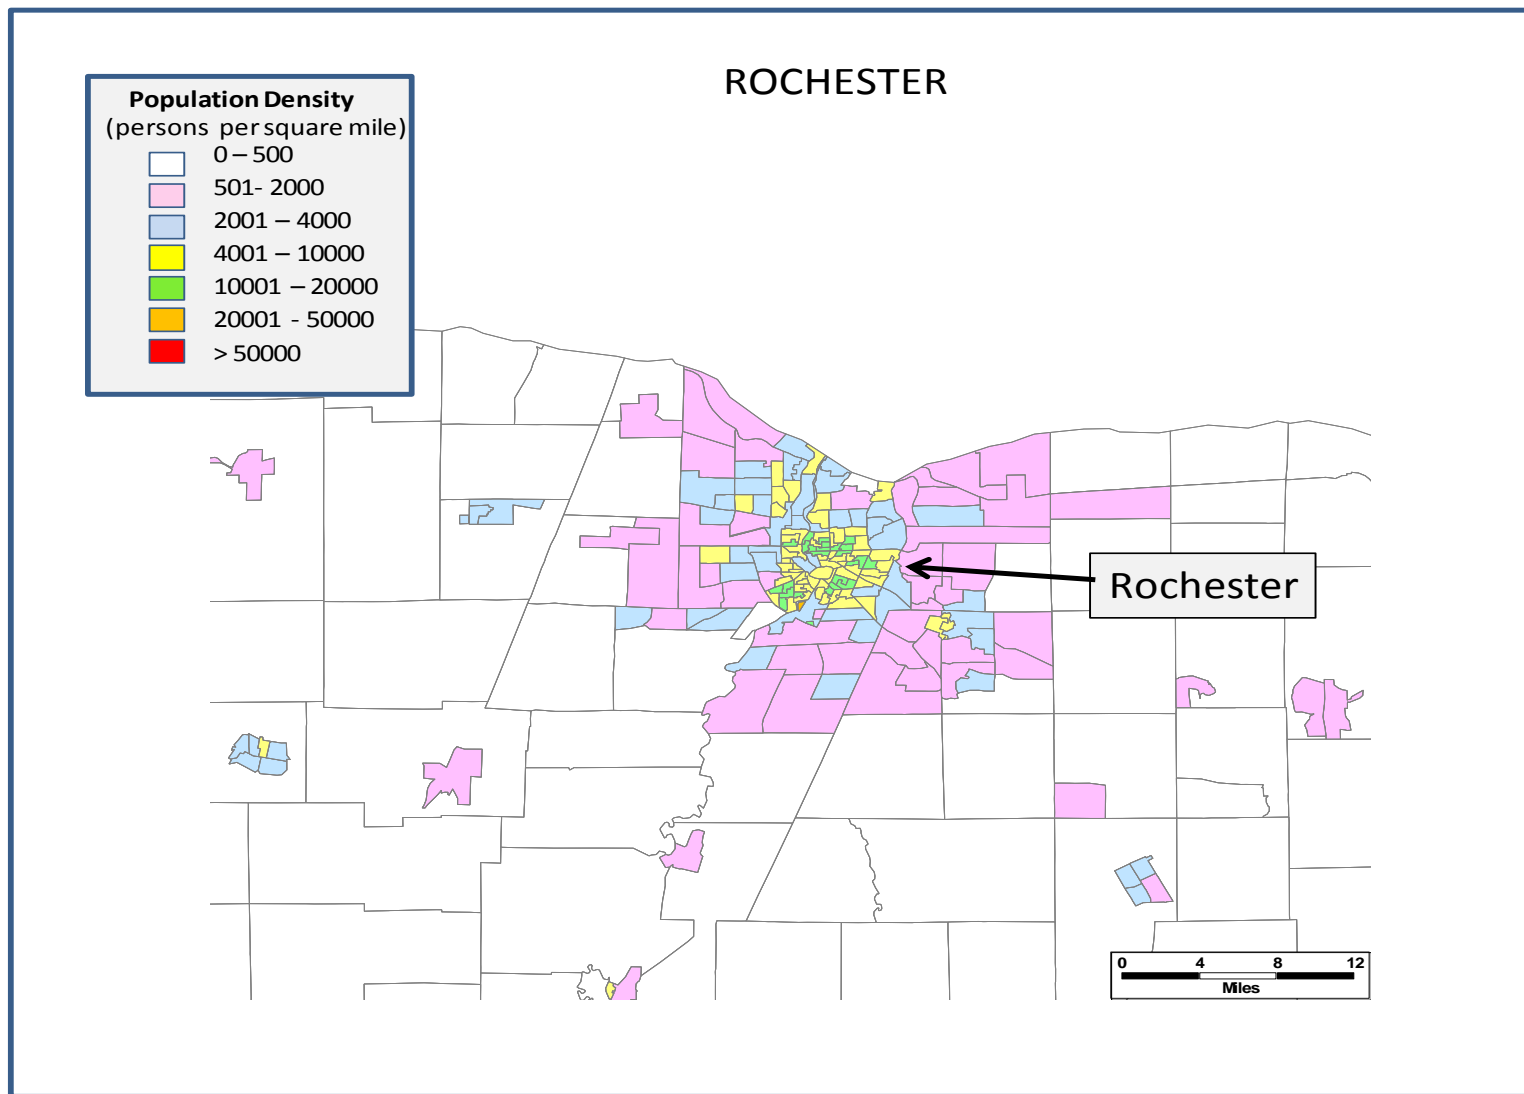 ROCHESTER
Population Density
(persons per square mile)
0 – 500
501- 2000
2001 – 4000
4001 – 10000
10001 – 20000
20001 - 50000
> 50000
Rochester
0 4 8 12
Miles